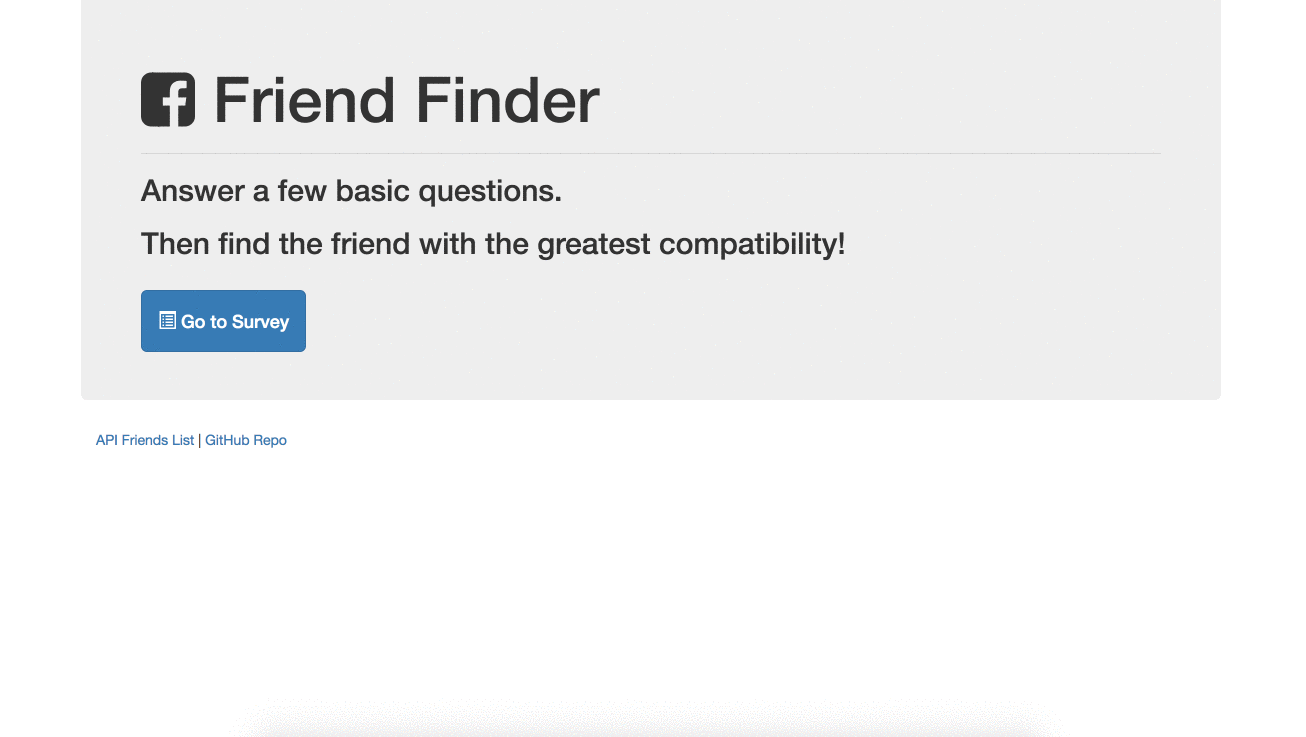 Friend Finder
Answer a few basic questions.
Then find the friend with the greatest compatibility!
Go to Survey
API Friends List | GitHub Repo